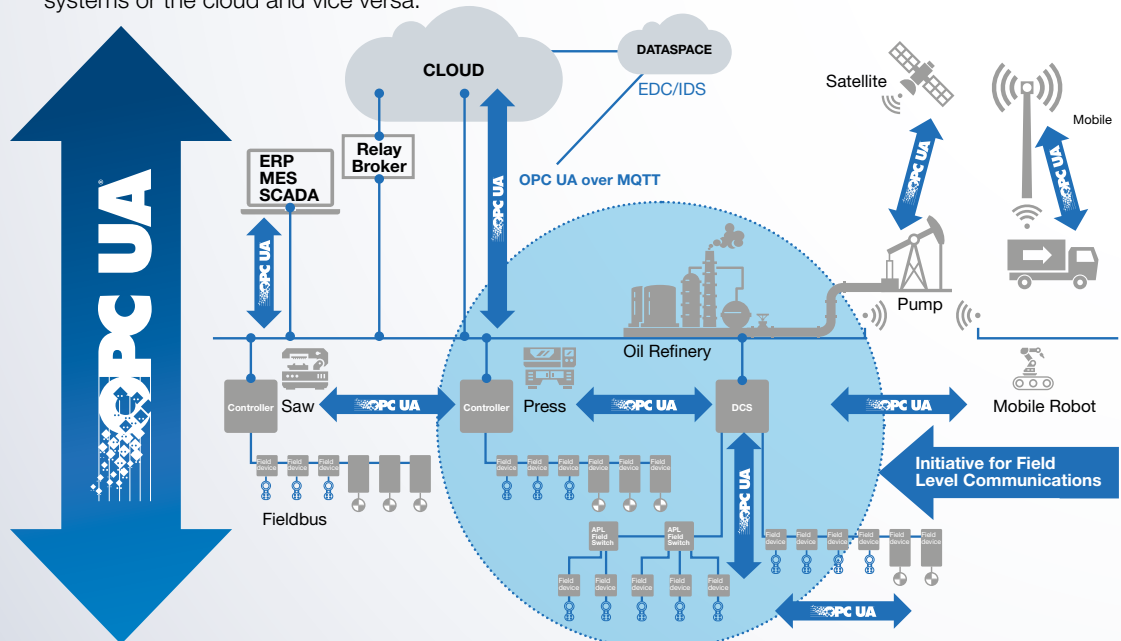 systems or the cloud and vice versa.
OPC UA
CLOUD
DATASPACE
EDC/IDS
Satellite
Mobile
ERP
MES
SCADA
Relay
Broker
OPC UA over MQTT
OPC UA
OPC UA
OPC UA
OPC UA
Pump
Oil Refinery
Controller
Saw
OPC UA
Controller
Press
OPC UA
DCS
OPC UA
Mobile Robot
Initiative for Field
Level Communications
Field
device
Field
device
Field
device
Fieldbus
Field
device
Field
device
Field
device
Field
device
Field
device
Field
device
OPC UA
APL
Field
Switch
APL
Field
Switch
Field
device
Field
device
Field
device
Field
device
Field
device
Field
device
Field
device
Field
device
Field
device
Field
device
Field
device
OPC UA